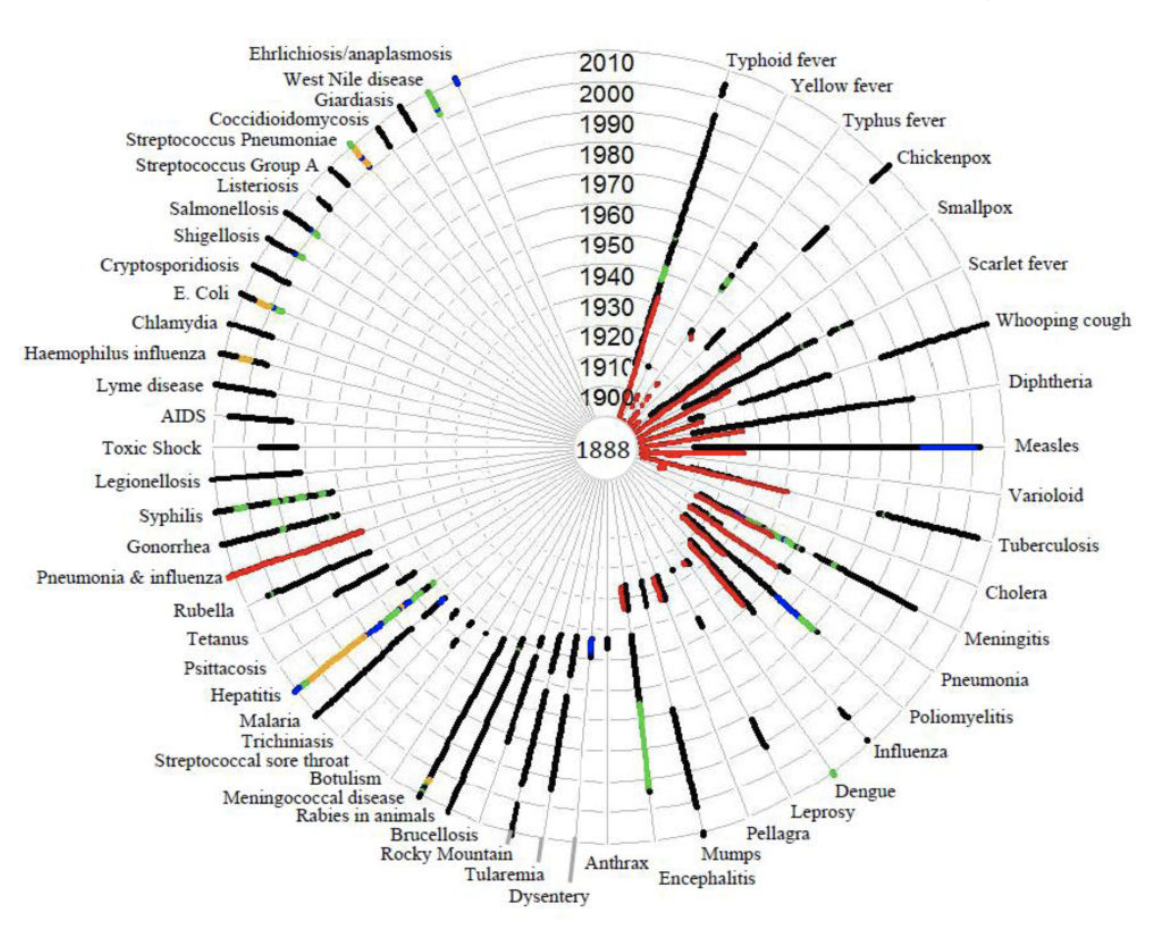 2010
2000
1990
1980
1970
1960
1950
1940
1930
1920
1910
1900
1888
Typhoid fever
Yellow fever
Typhus fever
Chickenpox
Smallpox
Scarlet fever
Whooping cough
Diphtheria
Measles
Varioloid
Tuberculosis
Cholera
Meningitis
Pneumonia
Poliomyelitis
Influenza
Dengue
Leprosy
Pellagra
Mumps
Encephalitis
Anthrax
Dysentery
Tularemia
Rocky Mountain
Brucellosis
Rabies in animals
Meningococcal disease
Botulism
Streptococcal sore throat
Trichiniasis
Malaria
Hepatitis
Psittacosis
Tetanus
Rubella
Pneumonia & influenza
Gonorrhea
Syphilis
Legionellosis
Toxic Shock
AIDS
Lyme disease
Haemophilus influenza
Chlamydia
E. Coli
Cryptosporidiosis
Shigellosis
Salmonellosis
Listeriosis
Streptococcus Group A
Streptococcus Pneumoniae
Coccidioidomycosis
Giardiasis
West Nile disease
Ehrlichiosis/anaplasmosis